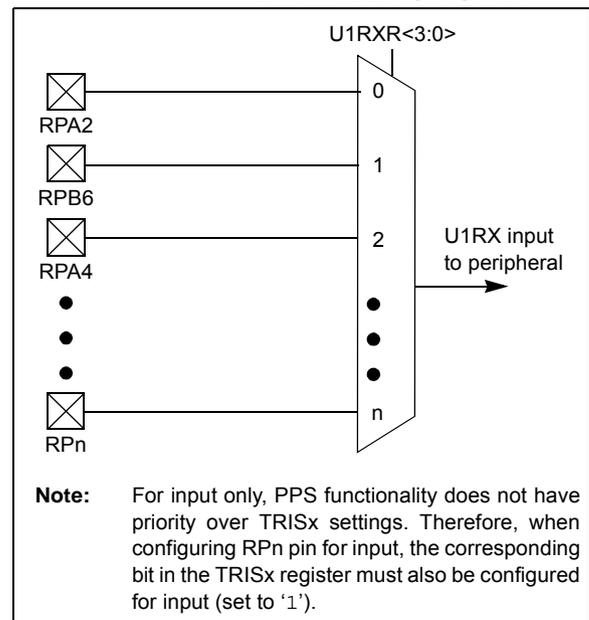 U1RXR<3:0>
RPA2
0
RPB6
1
RPA4
2
U1RX input
to peripheral
RPn
n
Note: For input only, PPS functionality does not have
priority over TRISx settings. Therefore, when
configuring RPn pin for input, the corresponding
bit in the TRISx register must also be configured
for input (set to ‘1’).